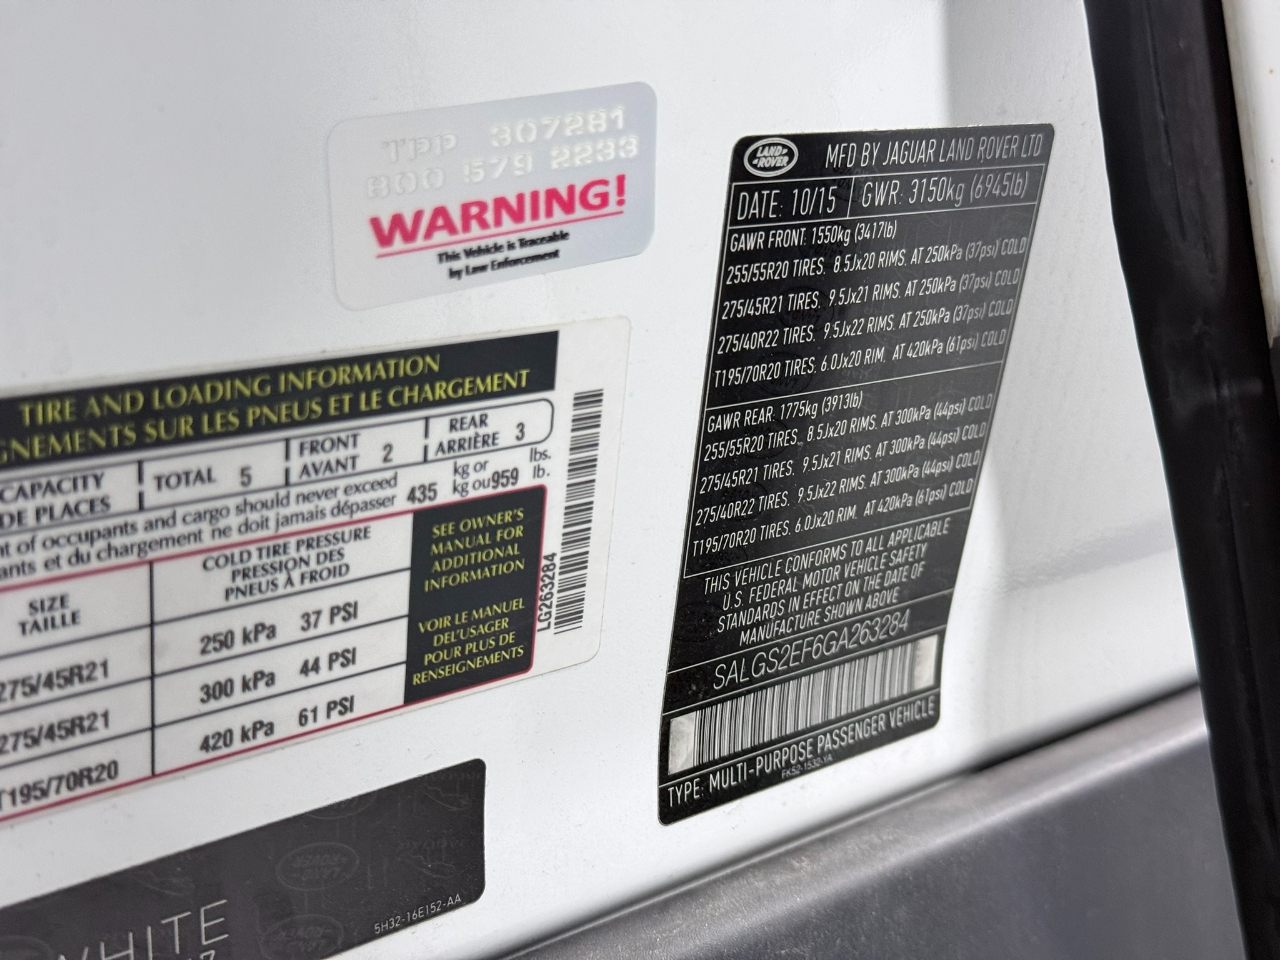 TPP 307281
800 579 2233
WARNING!
This Vehicle is Traceable
by Law Enforcement
TIRE AND LOADING INFORMATION
GNEMENTS SUR LES PNEUS ET LE CHARGEMENT
CAPACITY
DE PLACES
TOTAL 5
FRONT
AVANT 2
REAR
ARRIÈRE 3
nt of occupants and cargo should never exceed
ants et du chargement ne doit jamais dépasser
435
kg or
kg ou
959
lbs.
lb.
SIZE
TAILLE
COLD TIRE PRESSURE
PRESSION DES
PNEUS À FROID
275/45R21 250 kPa 37 PSI
275/45R21 300 kPa 44 PSI
T195/70R20 420 kPa 61 PSI
SEE OWNER'S
MANUAL FOR
ADDITIONAL
INFORMATION
VOIR LE MANUEL
DEL'USAGER
POUR PLUS DE
RENSEIGNEMENTS
LG263284
WHITE
5H32-16E152-AA
LAND
ROVER
MFD BY JAGUAR LAND ROVER LTD
DATE: 10/15 GWR: 3150kg (6945lb)
GAWR FRONT: 1550kg (3417lb)
255/55R20 TIRES. 8.5Jx20 RIMS. AT 250kPa (37psi) COLD
275/45R21 TIRES. 9.5Jx21 RIMS. AT 250kPa (37psi) COLD
275/40R22 TIRES. 9.5Jx22 RIMS. AT 250kPa (37psi) COLD
T195/70R20 TIRES. 6.0Jx20 RIM. AT 420kPa (61psi) COLD
GAWR REAR: 1775kg (3913lb)
255/55R20 TIRES. 8.5Jx20 RIMS. AT 300kPa (44psi) COLD
275/45R21 TIRES. 9.5Jx21 RIMS. AT 300kPa (44psi) COLD
275/40R22 TIRES. 9.5Jx22 RIMS. AT 300kPa (44psi) COLD
T195/70R20 TIRES. 6.0Jx20 RIM. AT 420kPa (61psi) COLD
THIS VEHICLE CONFORMS TO ALL APPLICABLE
U.S. FEDERAL MOTOR VEHICLE SAFETY
STANDARDS IN EFFECT ON THE DATE OF
MANUFACTURE SHOWN ABOVE
SALGS2EF6GA263284
TYPE: MULTI-PURPOSE PASSENGER VEHICLE
FK52-1532-YA